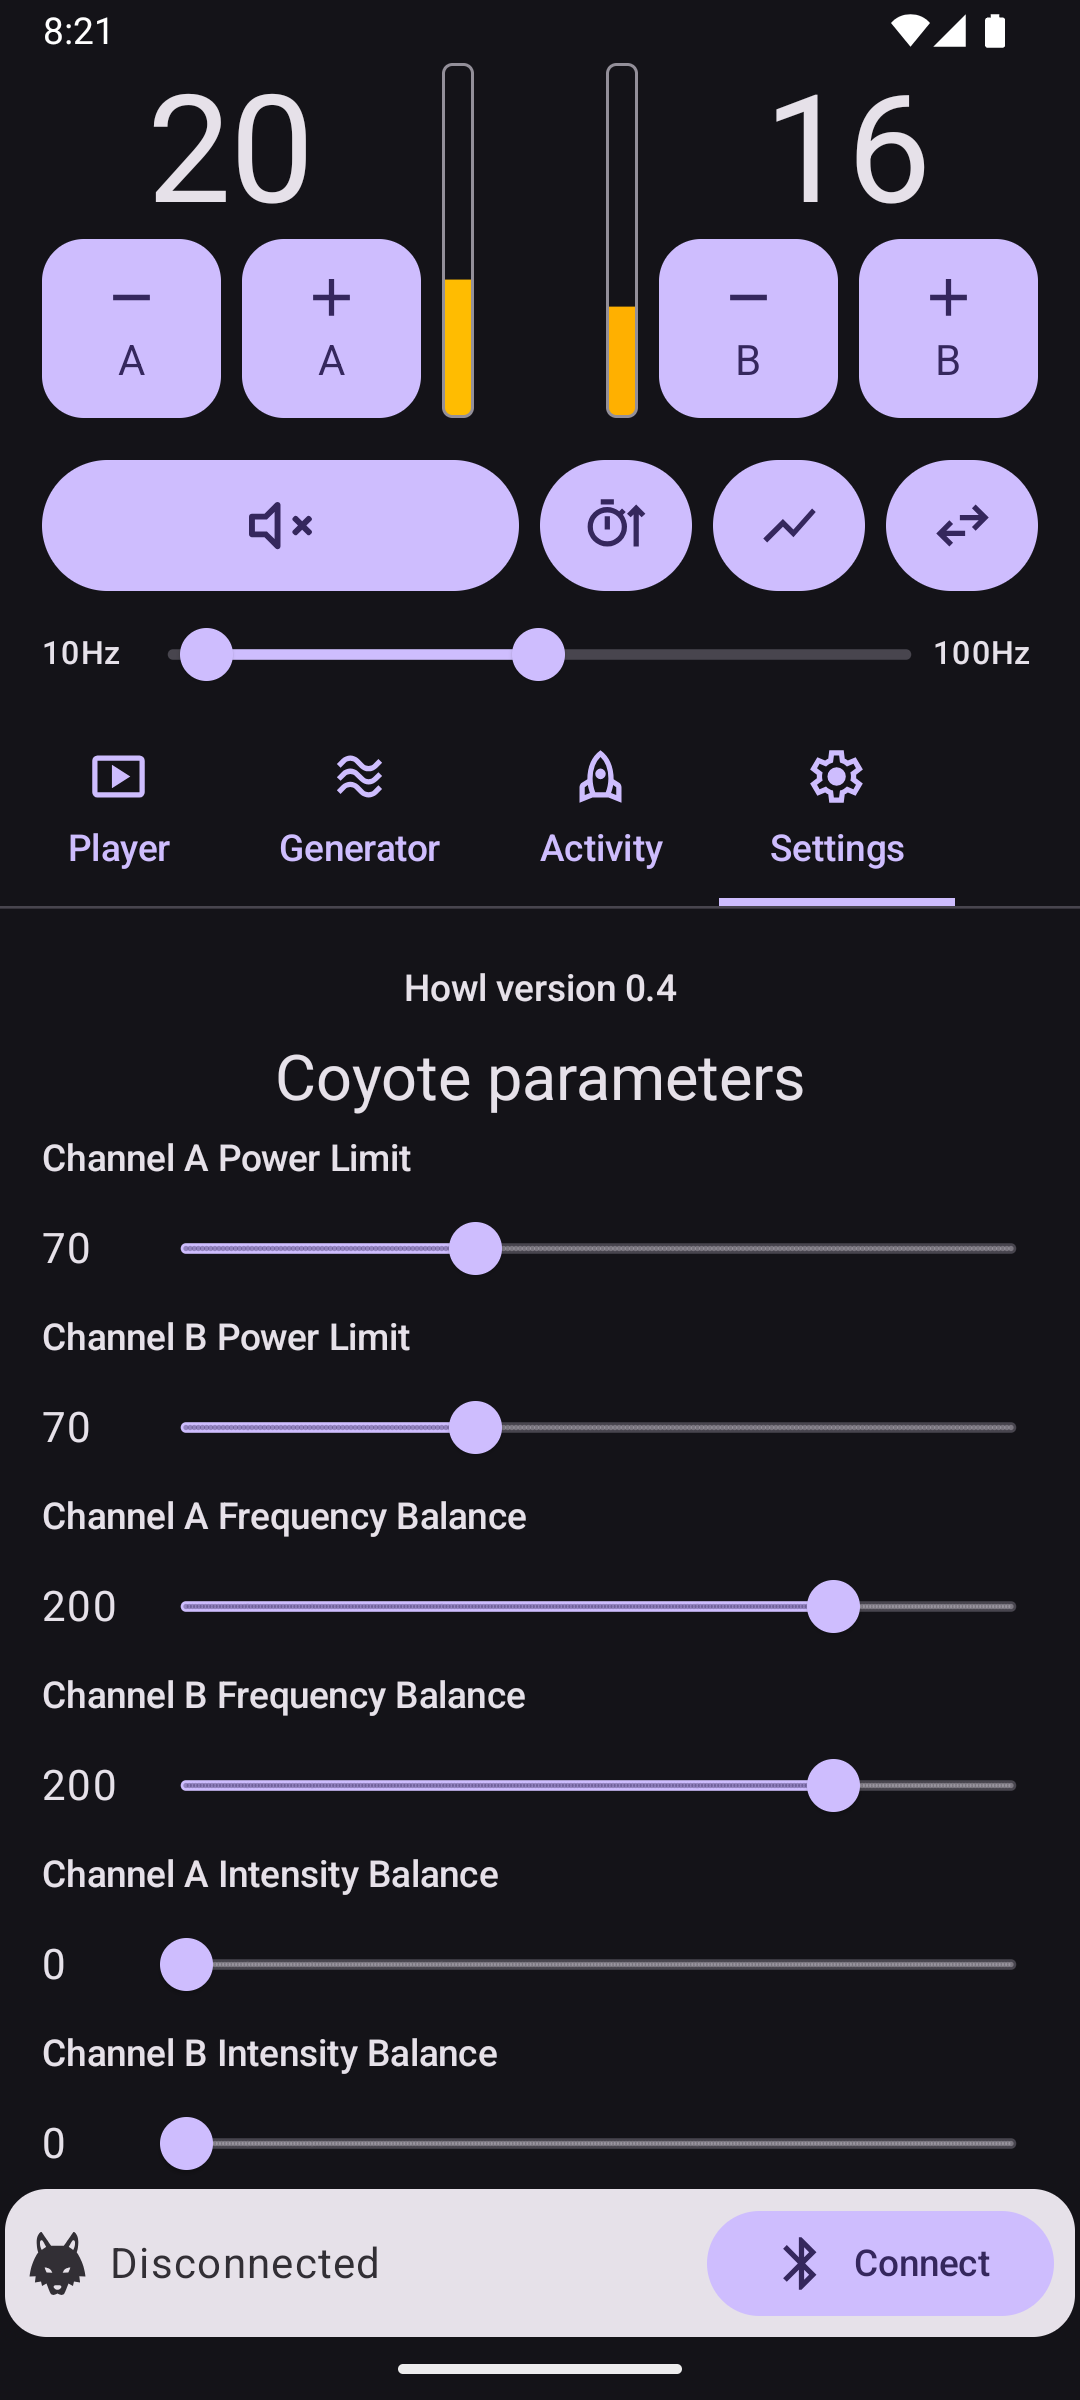 8:21
20
16
A
A
B
B
10Hz
100Hz
Player
Generator
Activity
Settings
Howl version 0.4
Coyote parameters
Channel A Power Limit
70
Channel B Power Limit
70
Channel A Frequency Balance
200
Channel B Frequency Balance
200
Channel A Intensity Balance
0
Channel B Intensity Balance
0
Disconnected
Connect